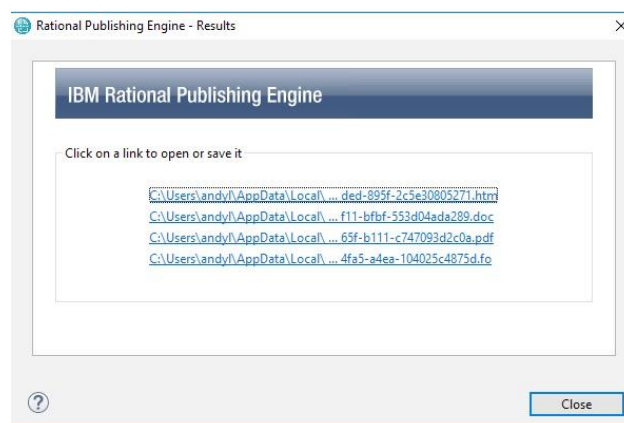 Rational Publishing Engine - Results
IBM Rational Publishing Engine
Click on a link to open or save it
C:\Users\andyl\AppData\Local\ ... ded-895f-2c5e30805271.htm
C:\Users\andyl\AppData\Local\ ... f11-bfbf-553d04ada289.doc
C:\Users\andyl\AppData\Local\ ... 65f-b111-c747093d2c0a.pdf
C:\Users\andyl\AppData\Local\ ... 4fa5-a4ea-104025c4875d.fo
?
Close